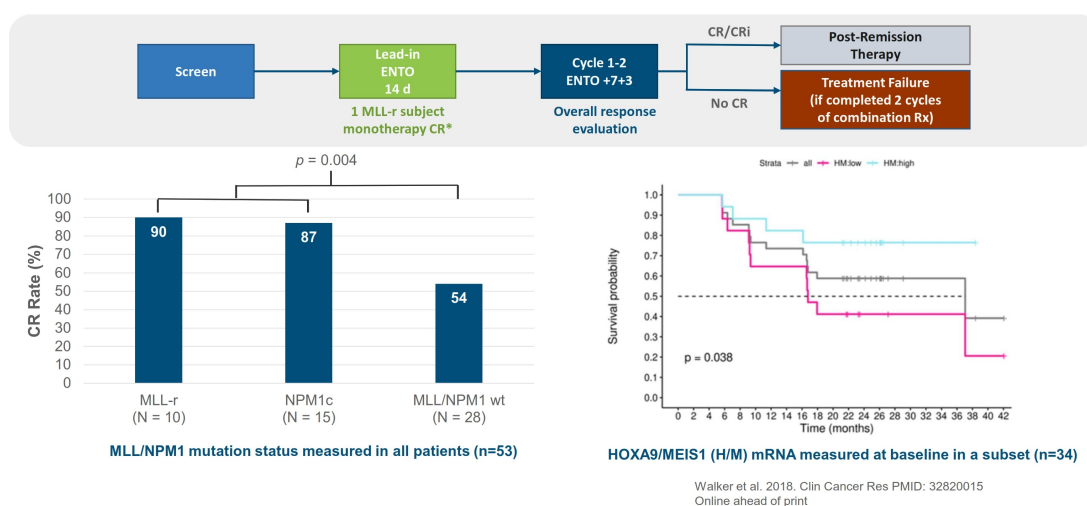 Screen
Lead-in
ENTO
14 d
1 MLL-r subject
monotherapy CR*
Cycle 1-2
ENTO +7+3
Overall response
evaluation
CR/CRi
No CR
Post-Remission
Therapy
Treatment Failure
(if completed 2 cycles
of combination Rx)
p = 0.004
CR Rate (%)
100
90
80
70
60
50
40
30
20
10
0
90
87
54
MLL-r
(N = 10)
NPM1c
(N = 15)
MLL/NPM1 wt
(N = 28)
MLL/NPM1 mutation status measured in all patients (n=53)
Strata all HM:low HM:high
Survival probability
1.0
0.9
0.8
0.7
0.6
0.5
0.4
0.3
0.2
0.1
0.0
p = 0.038
0 2 4 6 8 10 12 14 16 18 20 22 24 26 28 30 32 34 36 38 40 42
Time (months)
HOXA9/MEIS1 (H/M) mRNA measured at baseline in a subset (n=34)
Walker et al. 2018. Clin Cancer Res PMID: 32820015
Online ahead of print